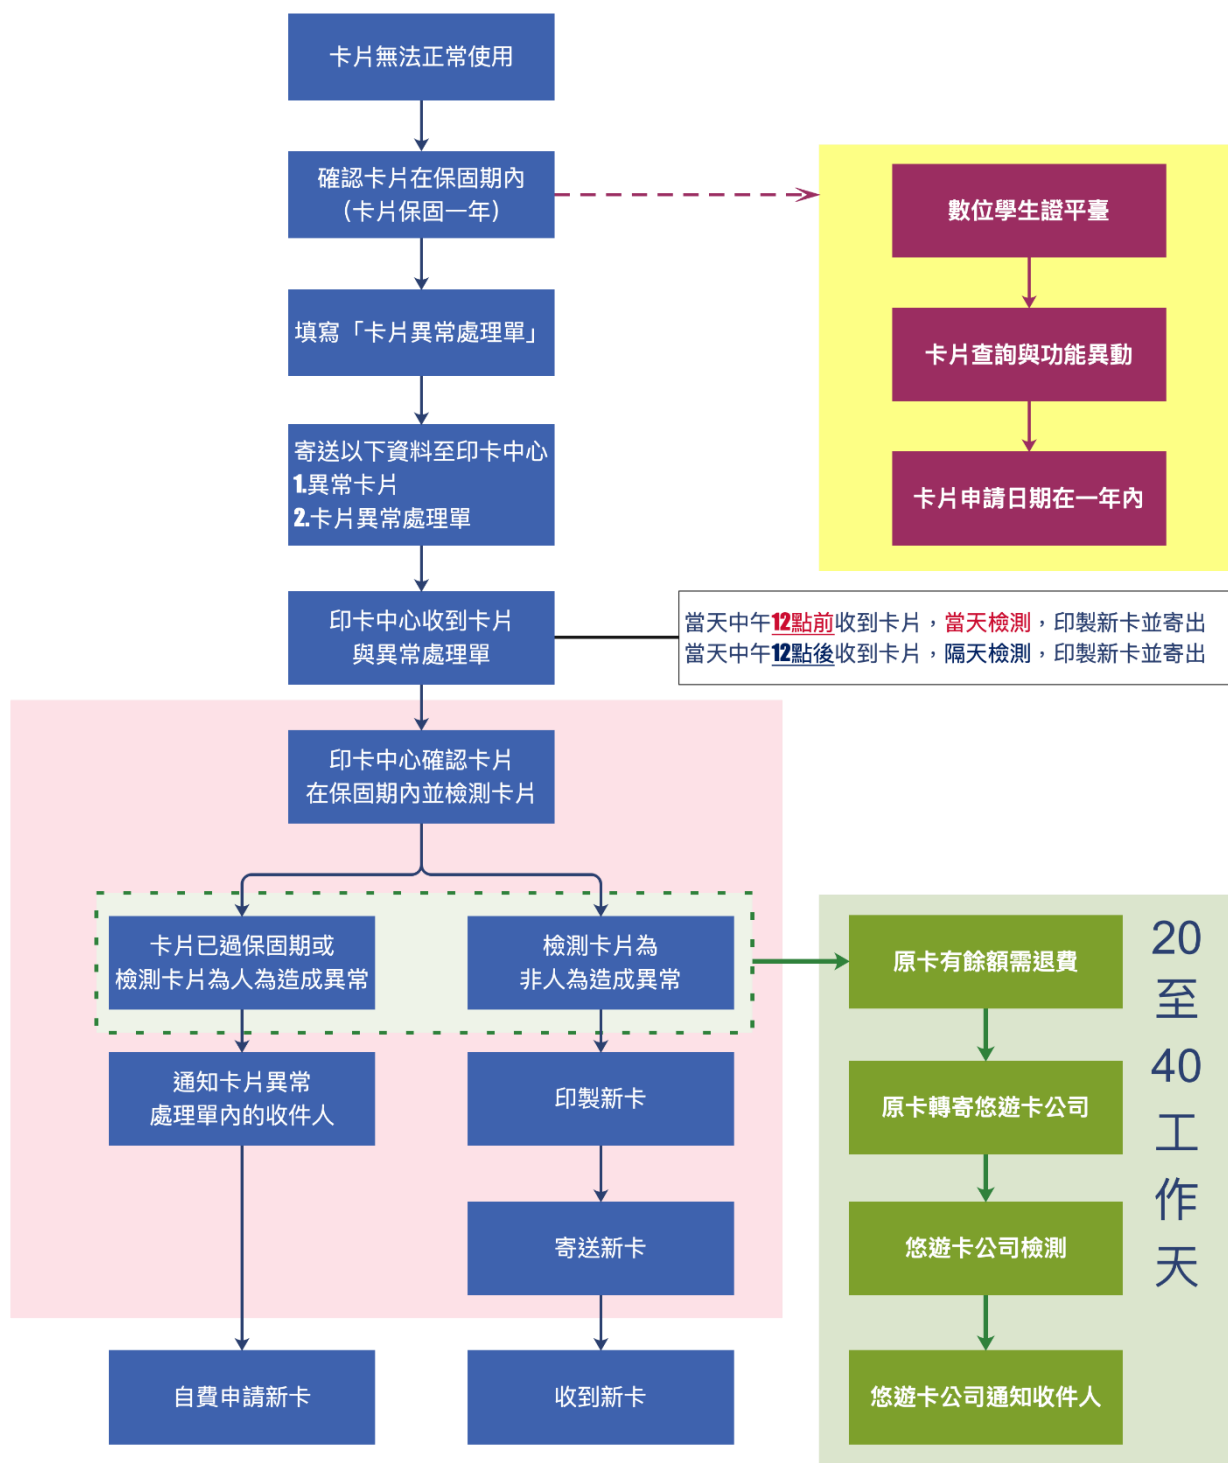 卡片無法正常使用
確認卡片在保固期內
(卡片保固一年)
填寫「卡片異常處理單」
寄送以下資料至印卡中心
1.異常卡片
2.卡片異常處理單
數位學生證平臺
卡片查詢與功能異動
卡片申請日期在一年內
印卡中心收到卡片
與異常處理單
當天中午12點前收到卡片，當天檢測，印製新卡並寄出
當天中午12點後收到卡片，隔天檢測，印製新卡並寄出
印卡中心確認卡片
在保固期內並檢測卡片
卡片已過保固期或
檢測卡片為人為造成異常
通知卡片異常
處理單內的收件人
自費申請新卡
檢測卡片為
非人為造成異常
印製新卡
寄送新卡
收到新卡
原卡有餘額需退費
原卡轉寄悠遊卡公司
悠遊卡公司檢測
悠遊卡公司通知收件人
20
至
40
工
作
天